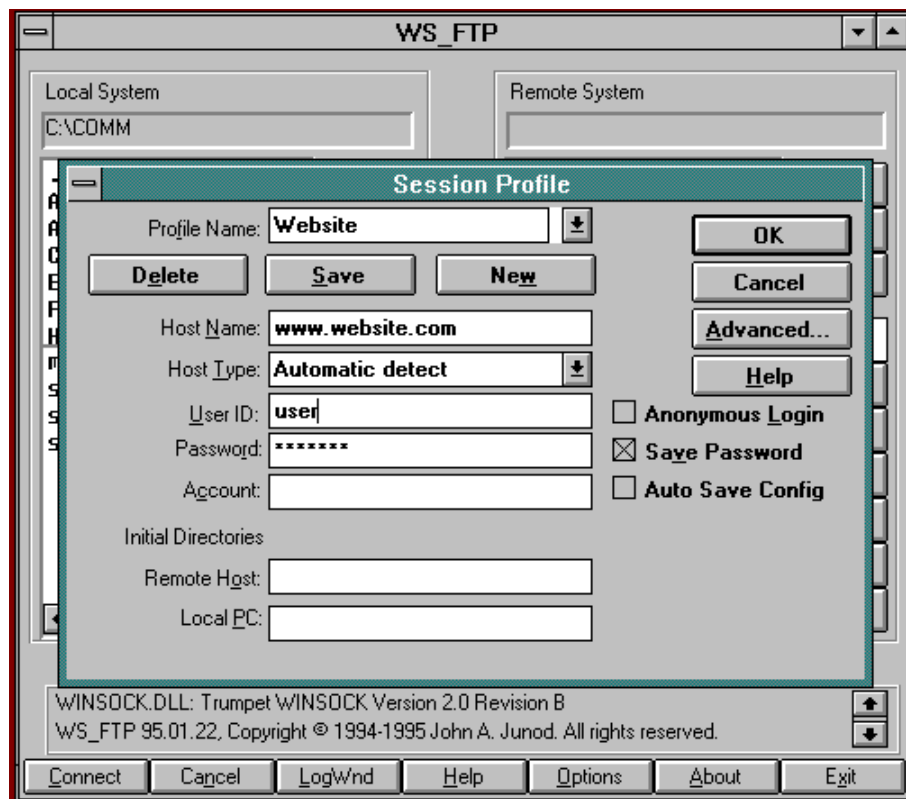 WS_FTP
Local System
Remote System
C:\COMM
Session Profile
Profile Name: Website
OK
Delete Save New
Cancel
Host Name: www.website.com
Advanced...
Host Type: Automatic detect
Help
User ID: user
Anonymous Login
Password: *******
Save Password
Account:
Auto Save Config
Initial Directories
Remote Host:
Local PC:
WINSOCK.DLL: Trumpet WINSOCK Version 2.0 Revision B
WS_FTP 95.01.22, Copyright © 1994-1995 John A. Junod. All rights reserved.
Connect Cancel LogWnd Help Options About Exit